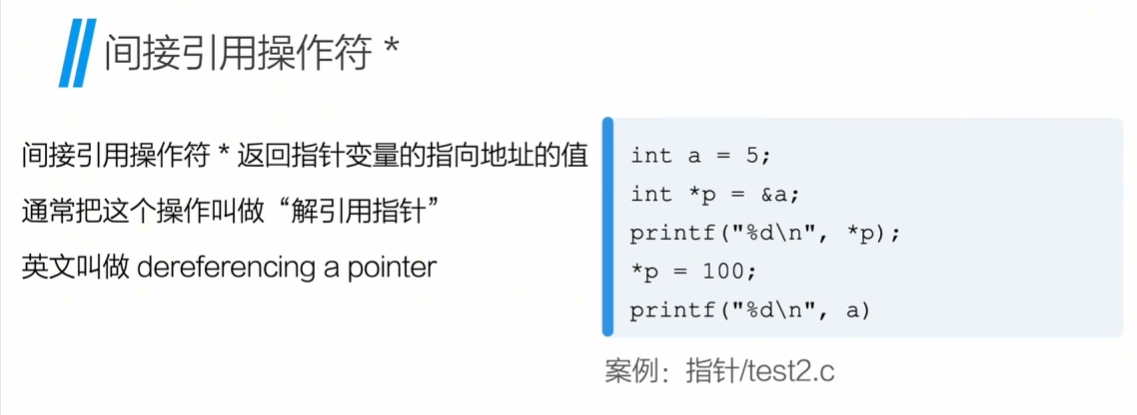 间接引用操作符 *
间接引用操作符 * 返回指针变量的指向地址的值
通常把这个操作叫做“解引用指针”
英文叫做 dereferencing a pointer
int a = 5;
int *p = &a;
printf("%d\n", *p);
*p = 100;
printf("%d\n", a)
案例：指针/test2.c